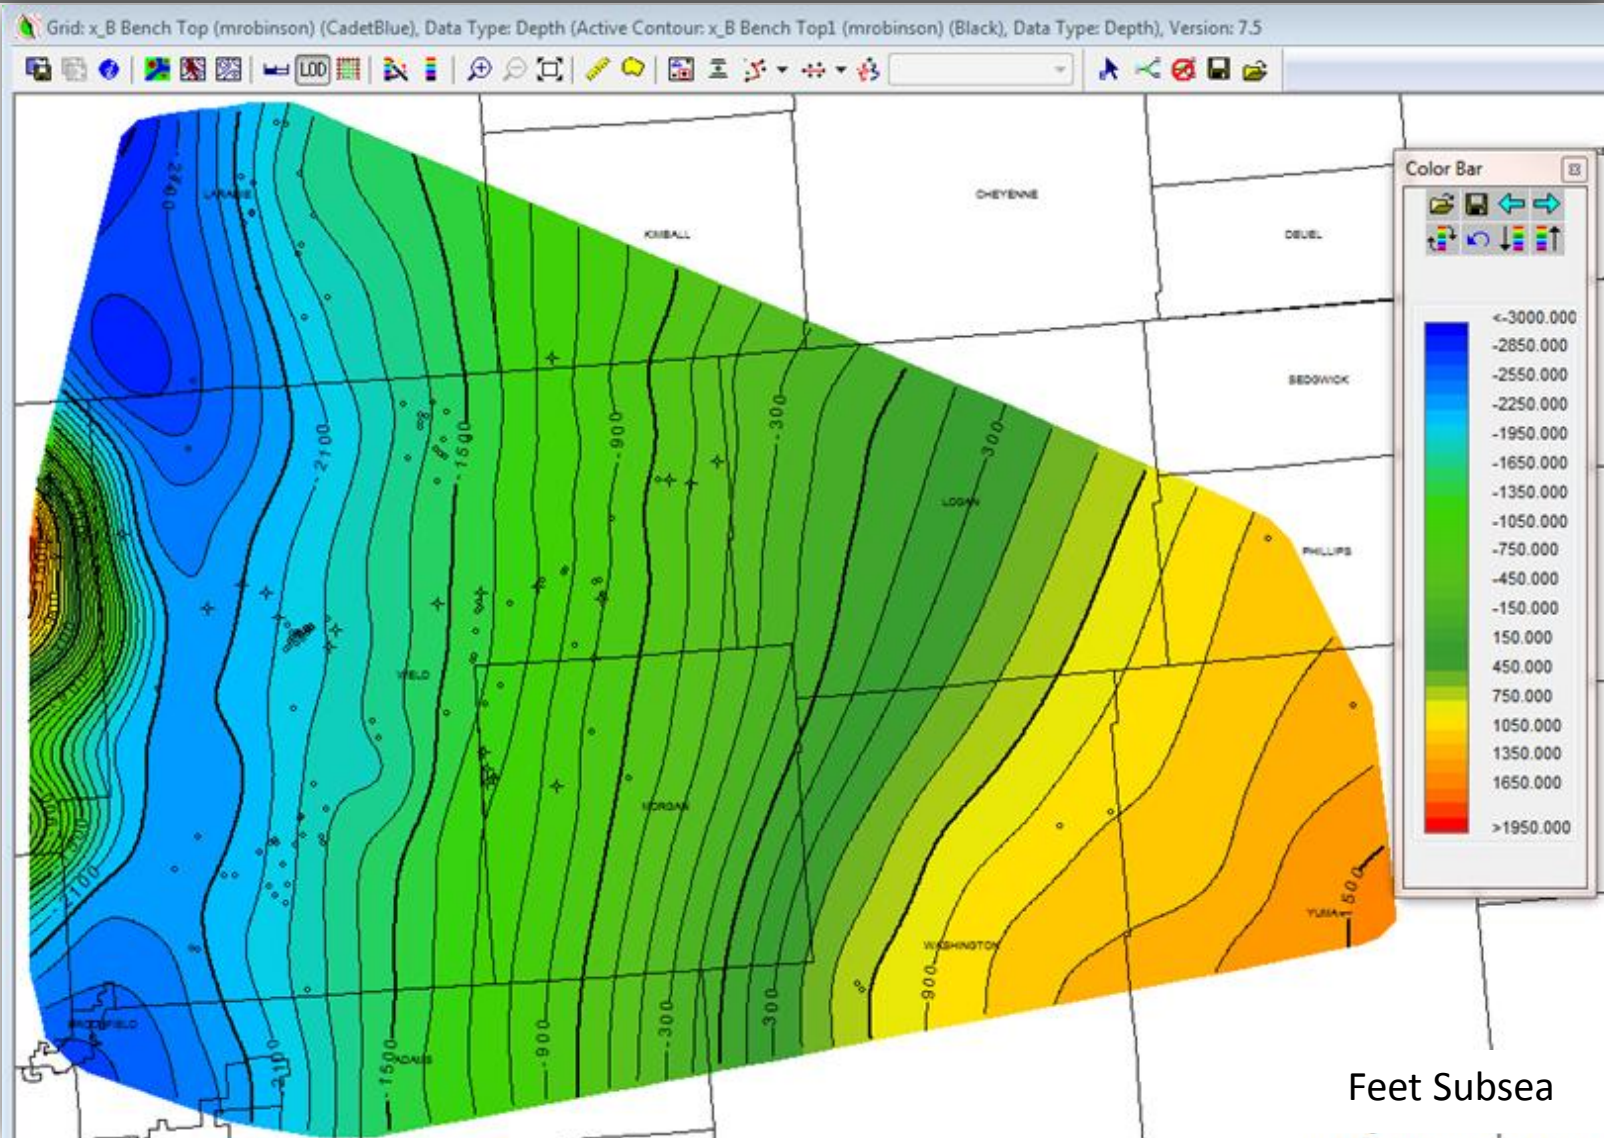 Grid: x_B Bench Top (mrobinson) (CadetBlue), Data Type: Depth (Active Contour: x_B Bench Top1 (mrobinson) (Black), Data Type: Depth), Version: 7.5
LOD
Color Bar
<-3000.000
-2850.000
-2550.000
-2250.000
-1950.000
-1650.000
-1350.000
-1050.000
-750.000
-450.000
-150.000
150.000
450.000
750.000
1050.000
1350.000
1650.000
>1950.000
LARAMIE
KIMBALL
CHEYENNE
DEUEL
SEDGWICK
-2100
-1500
-900
-300
300
LOGAN
PHILLIPS
WELD
MORGAN
-2100
1500
YUMA
WASHINGTON
900
BROOMFIELD
ADAMS
-2100
-1500
-900
-300
300
Feet Subsea